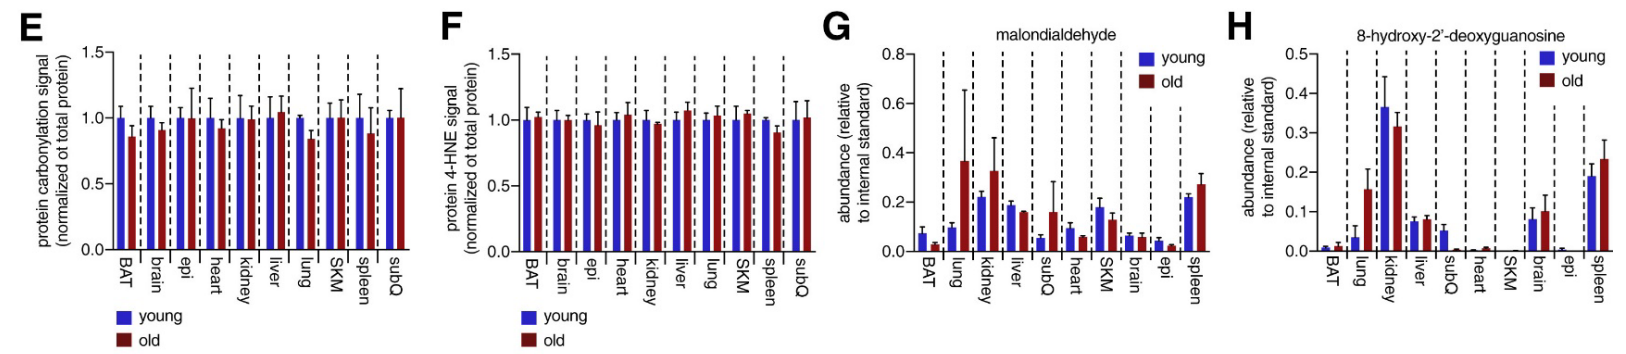 E
protein carbonylation signal
(normalized ot total protein)
1.5
1.0
0.5
0.0
BAT
brain
epi
heart
kidney
liver
lung
SKM
spleen
subQ
young
old
F
protein 4-HNE signal
(normalized ot total protein)
1.5
1.0
0.5
0.0
BAT
brain
epi
heart
kidney
liver
lung
SKM
spleen
subQ
young
old
G
malondialdehyde
abundance (relative
to internal standard)
0.8
0.6
0.4
0.2
0.0
young
old
BAT
lung
kidney
liver
subQ
heart
SKM
brain
epi
spleen
H
8-hydroxy-2'-deoxyguanosine
abundance (relative
to internal standard)
0.5
0.4
0.3
0.2
0.1
0.0
young
old
BAT
lung
kidney
liver
subQ
heart
SKM
brain
epi
spleen